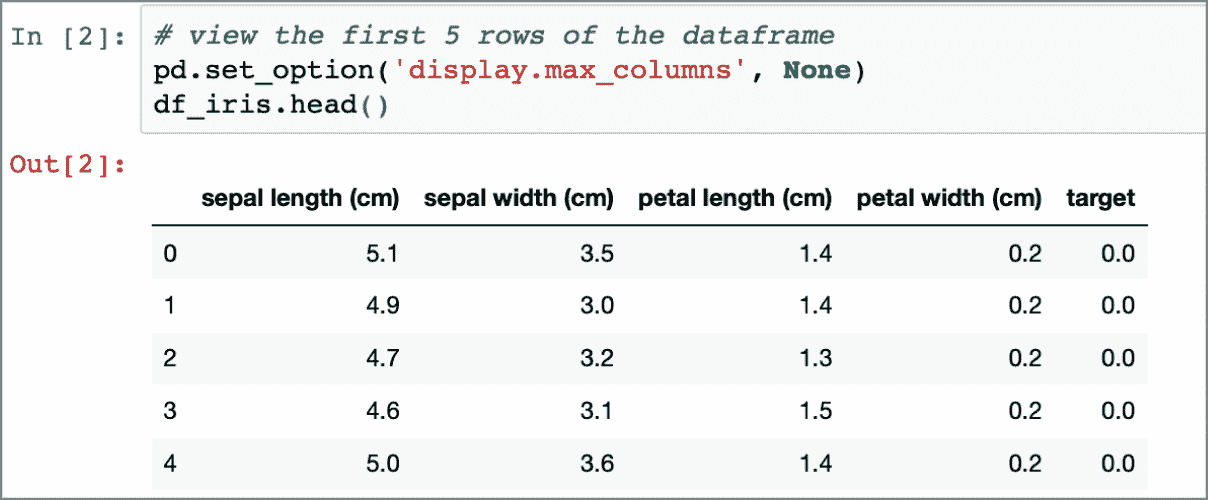 In [2]: # view the first 5 rows of the dataframe
pd.set_option('display.max_columns', None)
df_iris.head()
Out[2]:
sepal length (cm) sepal width (cm) petal length (cm) petal width (cm) target
0 5.1 3.5 1.4 0.2 0.0
1 4.9 3.0 1.4 0.2 0.0
2 4.7 3.2 1.3 0.2 0.0
3 4.6 3.1 1.5 0.2 0.0
4 5.0 3.6 1.4 0.2 0.0